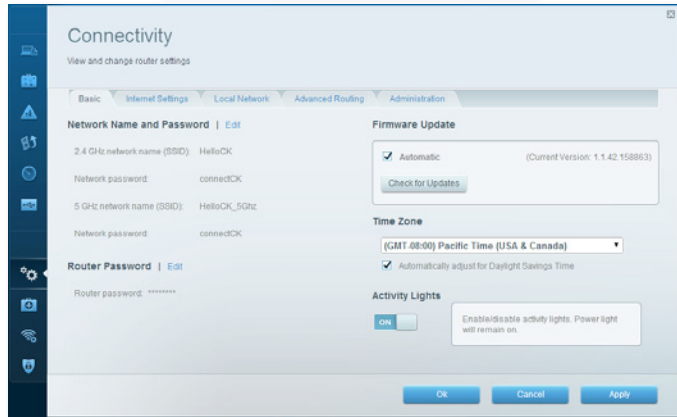 Connectivity
View and change router settings
Basic
Internet Settings
Local Network
Advanced Routing
Administration
Network Name and Password | Edit
2.4 GHz network name (SSID): HelloCK
Network password: connectCK
5 GHz network name (SSID): HelloCK_5Ghz
Network password: connectCK
Router Password | Edit
Router password: ********
Firmware Update
Automatic
(Current Version: 1.1.42.158863)
Check for Updates
Time Zone
(GMT-08:00) Pacific Time (USA & Canada)
Automatically adjust for Daylight Savings Time
Activity Lights
ON
Enable/disable activity lights. Power light
will remain on.
Ok
Cancel
Apply